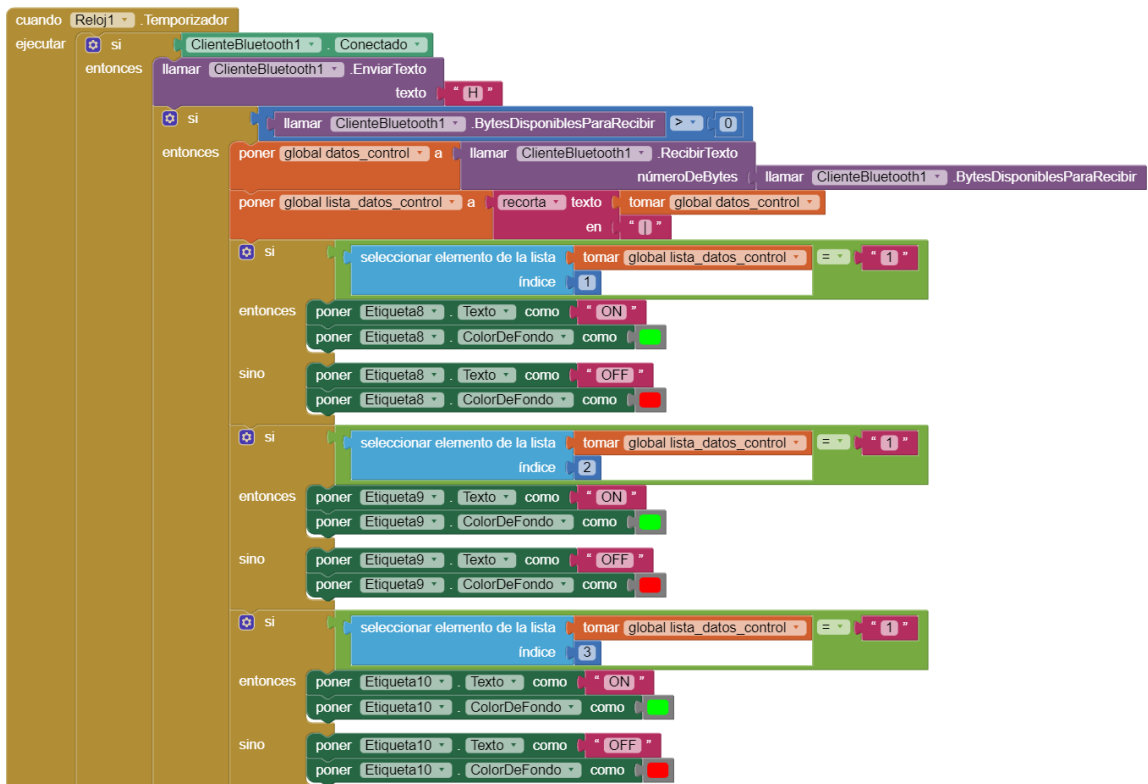 cuando Reloj1 .Temporizador
ejecutar si ClienteBluetooth1 . Conectado
entonces llamar ClienteBluetooth1 .EnviarTexto
texto " H "
si llamar ClienteBluetooth1 .BytesDisponiblesParaRecibir > 0
entonces poner global datos_control a llamar ClienteBluetooth1 .RecibirTexto
númeroDeBytes llamar ClienteBluetooth1 .BytesDisponiblesParaRecibir
poner global lista_datos_control a recorta texto tomar global datos_control
en " | "
si seleccionar elemento de la lista tomar global lista_datos_control = " 1 "
índice 1
entonces poner Etiqueta8 . Texto como " ON "
poner Etiqueta8 . ColorDeFondo como
sino poner Etiqueta8 . Texto como " OFF "
poner Etiqueta8 . ColorDeFondo como
si seleccionar elemento de la lista tomar global lista_datos_control = " 1 "
índice 2
entonces poner Etiqueta9 . Texto como " ON "
poner Etiqueta9 . ColorDeFondo como
sino poner Etiqueta9 . Texto como " OFF "
poner Etiqueta9 . ColorDeFondo como
si seleccionar elemento de la lista tomar global lista_datos_control = " 1 "
índice 3
entonces poner Etiqueta10 . Texto como " ON "
poner Etiqueta10 . ColorDeFondo como
sino poner Etiqueta10 . Texto como " OFF "
poner Etiqueta10 . ColorDeFondo como